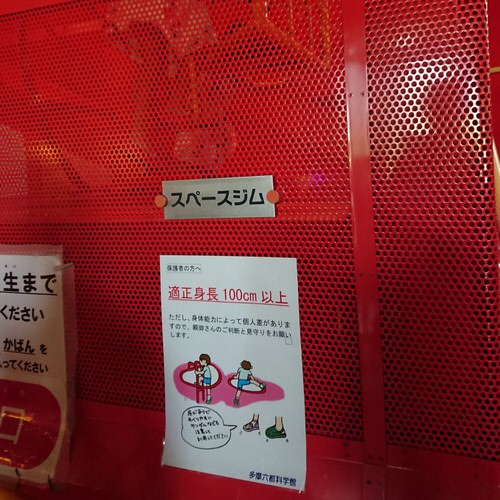 スペースジム
保護者の方へ
適正身長 100cm 以上
ただし、身体能力によって個人差がありま
すので、親御さんのご判断と見守りをお願い
します。
多摩六都科学館
生まで
ください
かばん を
ってください